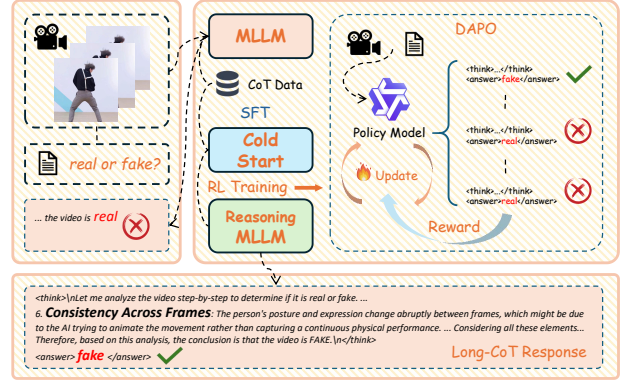 real or fake?
... the video is real
MLLM
CoT Data
SFT
Cold
Start
RL Training
Reasoning
MLLM
DAPO
Policy Model
Update
Reward
<think>...</think>
<answer>fake</answer>
<think>...</think>
<answer>real</answer>
<think>...</think>
<answer>real</answer>
<think>\nLet me analyze the video step-by-step to determine if it is real or fake. ...
6. Consistency Across Frames: The person's posture and expression change abruptly between frames, which might be due
to the AI trying to animate the movement rather than capturing a continuous physical performance. ... Considering all these elements...
Therefore, based on this analysis, the conclusion is that the video is FAKE.\n</think>
<answer> fake </answer>
Long-CoT Response